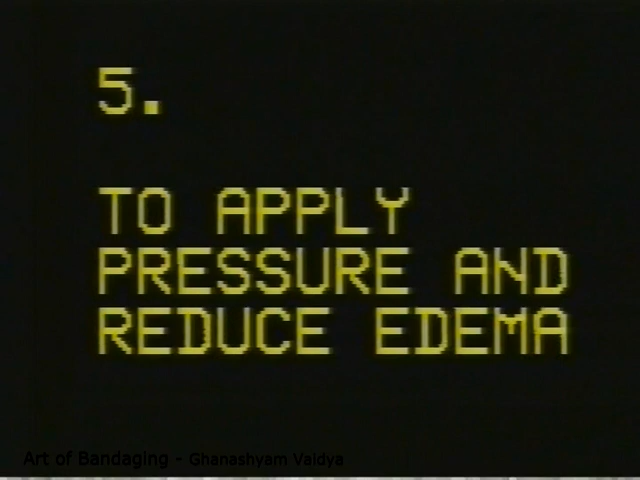 5.
TO APPLY
PRESSURE AND
REDUCE EDEMA
Art of Bandaging - Ghanashyam Vaidya